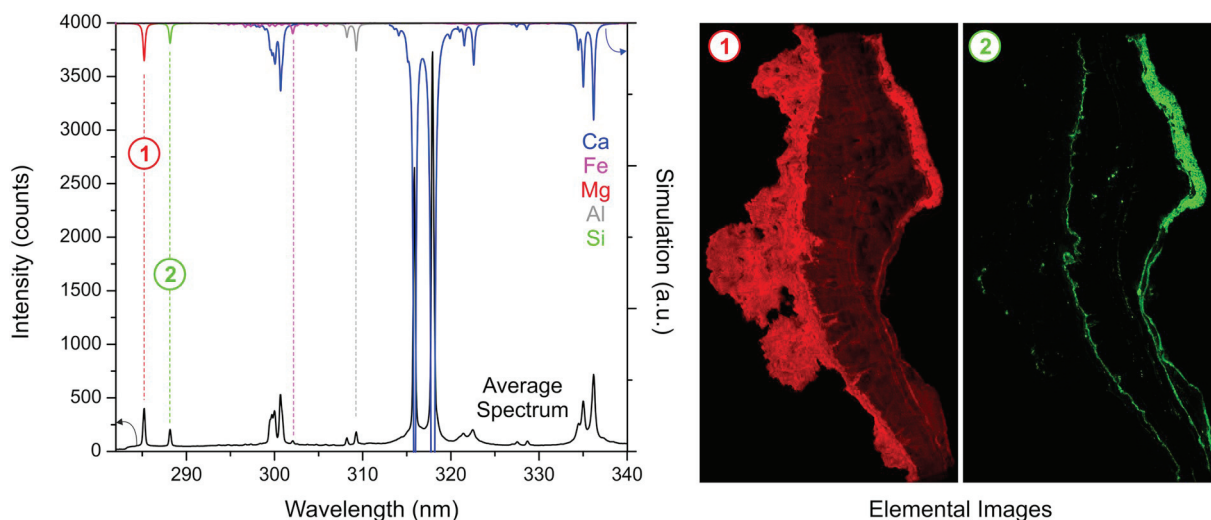 4000
3500
3000
2500
2000
1500
1000
500
0
Intensity (counts)
290
300
310
320
330
340
Wavelength (nm)
1
2
Ca
Fe
Mg
Al
Si
Average
Spectrum
Simulation (a.u.)
1
2
Elemental Images